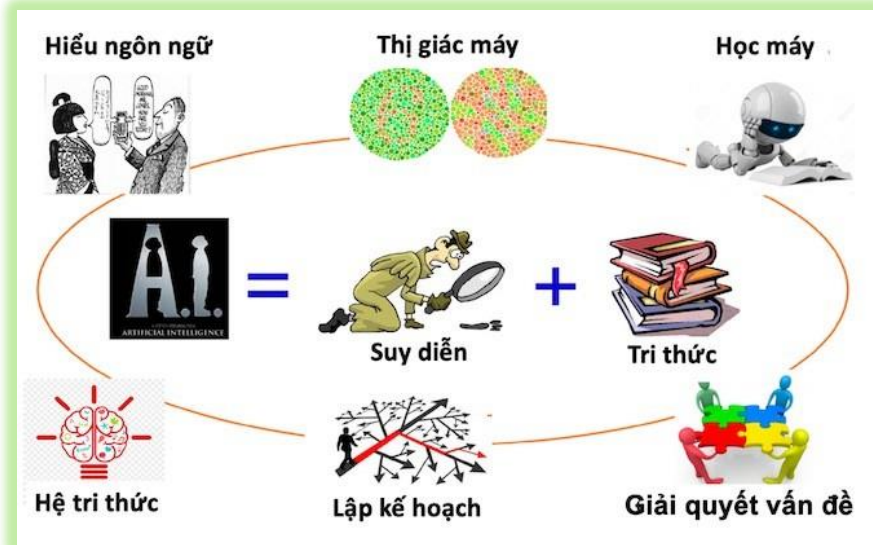 Hiểu ngôn ngữ
Thị giác máy
Học máy
A.I.
ARTIFICIAL INTELLIGENCE
=
+
Suy diễn
Tri thức
Hệ tri thức
Lập kế hoạch
Giải quyết vấn đề